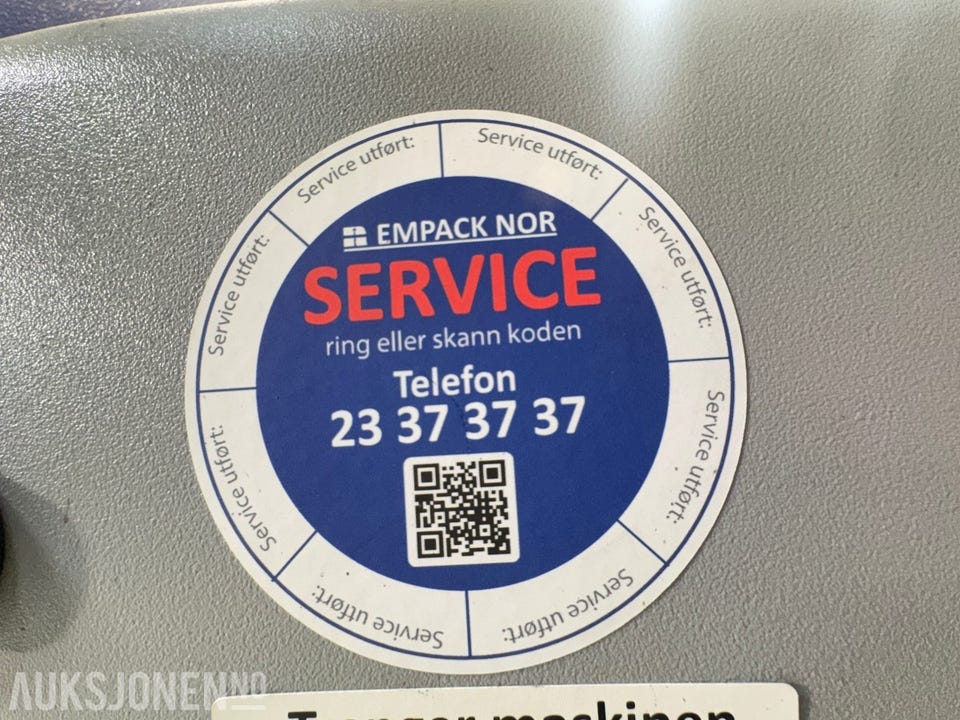 Service utført:
Service utført:
Service utført:
Service utført:
Service utført:
Service utført:
Service utført:
Service utført:
EMPACK NOR
SERVICE
ring eller skann koden
Telefon
23 37 37 37
AUKSJONEN.NO
maskinen